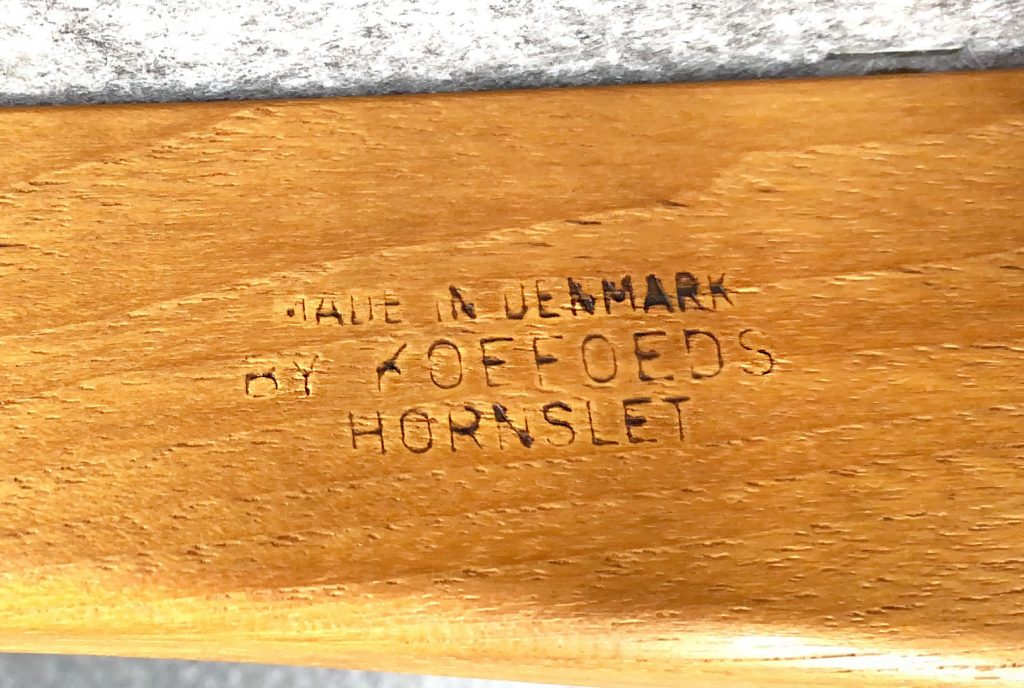 MADE IN DENMARK
BY KOEFOEDS
HORNSLET